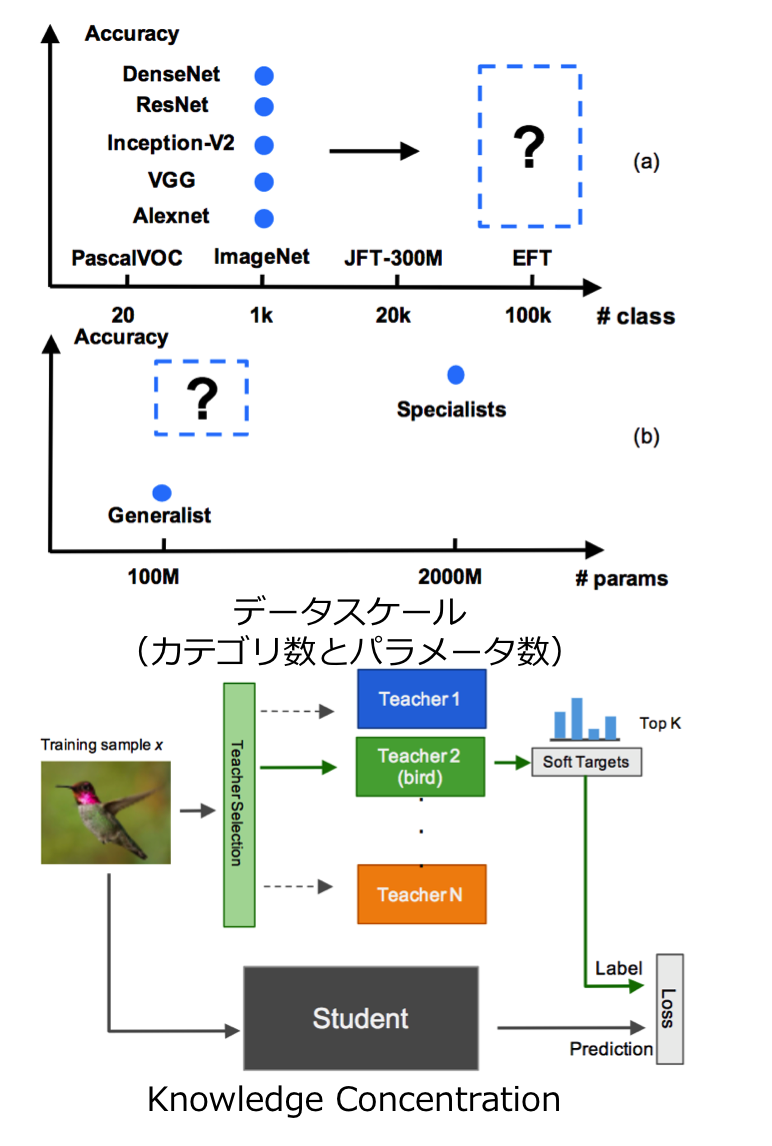 Accuracy
DenseNet
ResNet
Inception-V2
VGG
Alexnet
?
(a)
PascalVOC ImageNet JFT-300M EFT
20 1k 20k 100k # class
Accuracy
?
Specialists
(b)
Generalist
100M 2000M # params
データスケール
（カテゴリ数とパラメータ数）
Training sample x
Teacher Selection
Teacher 1
Teacher 2
(bird)
Teacher N
Top K
Soft Targets
Label
Loss
Student
Prediction
Knowledge Concentration